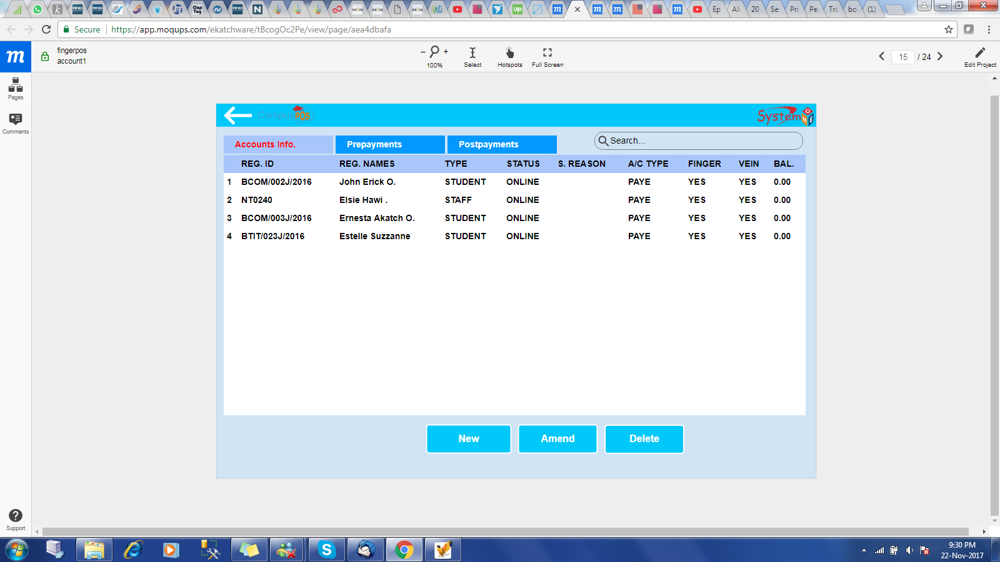 Ep Ali 20 Se Pri Pe Tra bo (1)
Secure https://app.moqups.com/ekatchware/tBcogOc2Pe/view/page/aea4dbafa
m fingerpos
account1
− +
100% Select Hotspots Full Screen
15 / 24
Edit Project
Pages
Comments
CampusPOS
System
Accounts Info. Prepayments Postpayments Search...
REG. ID REG. NAMES TYPE STATUS S. REASON A/C TYPE FINGER VEIN BAL.
1 BCOM/002J/2016 John Erick O. STUDENT ONLINE PAYE YES YES 0.00
2 NT0240 Elsie Hawi . STAFF ONLINE PAYE YES YES 0.00
3 BCOM/003J/2016 Ernesta Akatch O. STUDENT ONLINE PAYE YES YES 0.00
4 BTIT/023J/2016 Estelle Suzzanne STUDENT ONLINE PAYE YES YES 0.00
New Amend Delete
Support
9:30 PM
22-Nov-2017